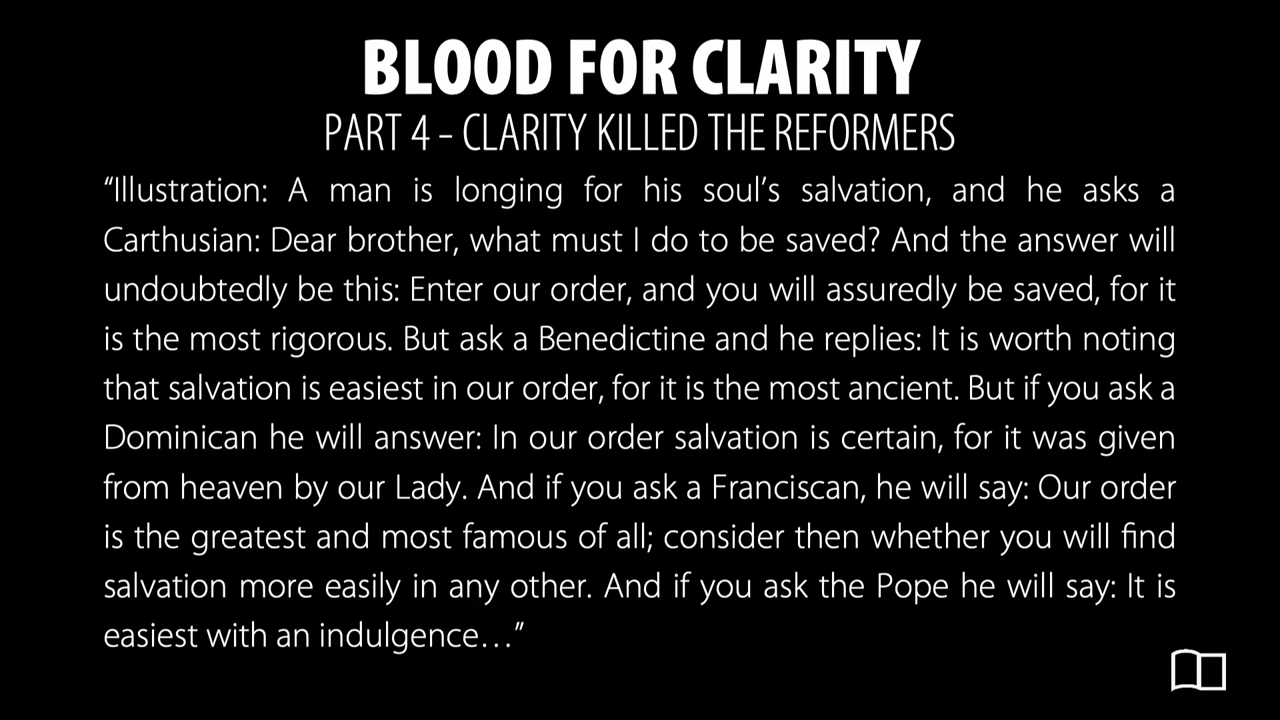 BLOOD FOR CLARITY
PART 4 – CLARITY KILLED THE REFORMERS
“Illustration: A man is longing for his soul’s salvation, and he asks a
Carthusian: Dear brother, what must I do to be saved? And the answer will
undoubtedly be this: Enter our order, and you will assuredly be saved, for it
is the most rigorous. But ask a Benedictine and he replies: It is worth noting
that salvation is easiest in our order, for it is the most ancient. But if you ask a
Dominican he will answer: In our order salvation is certain, for it was given
from heaven by our Lady. And if you ask a Franciscan, he will say: Our order
is the greatest and most famous of all; consider then whether you will find
salvation more easily in any other. And if you ask the Pope he will say: It is
easiest with an indulgence…”